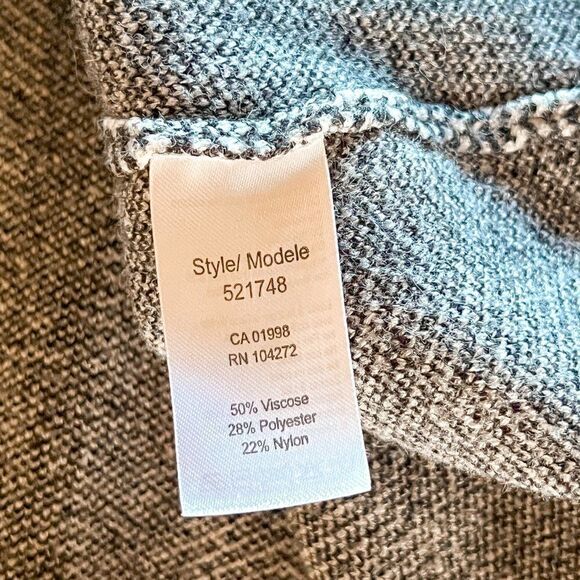 Style/ Modele
521748
CA 01998
RN 104272
50% Viscose
28% Polyester
22% Nylon